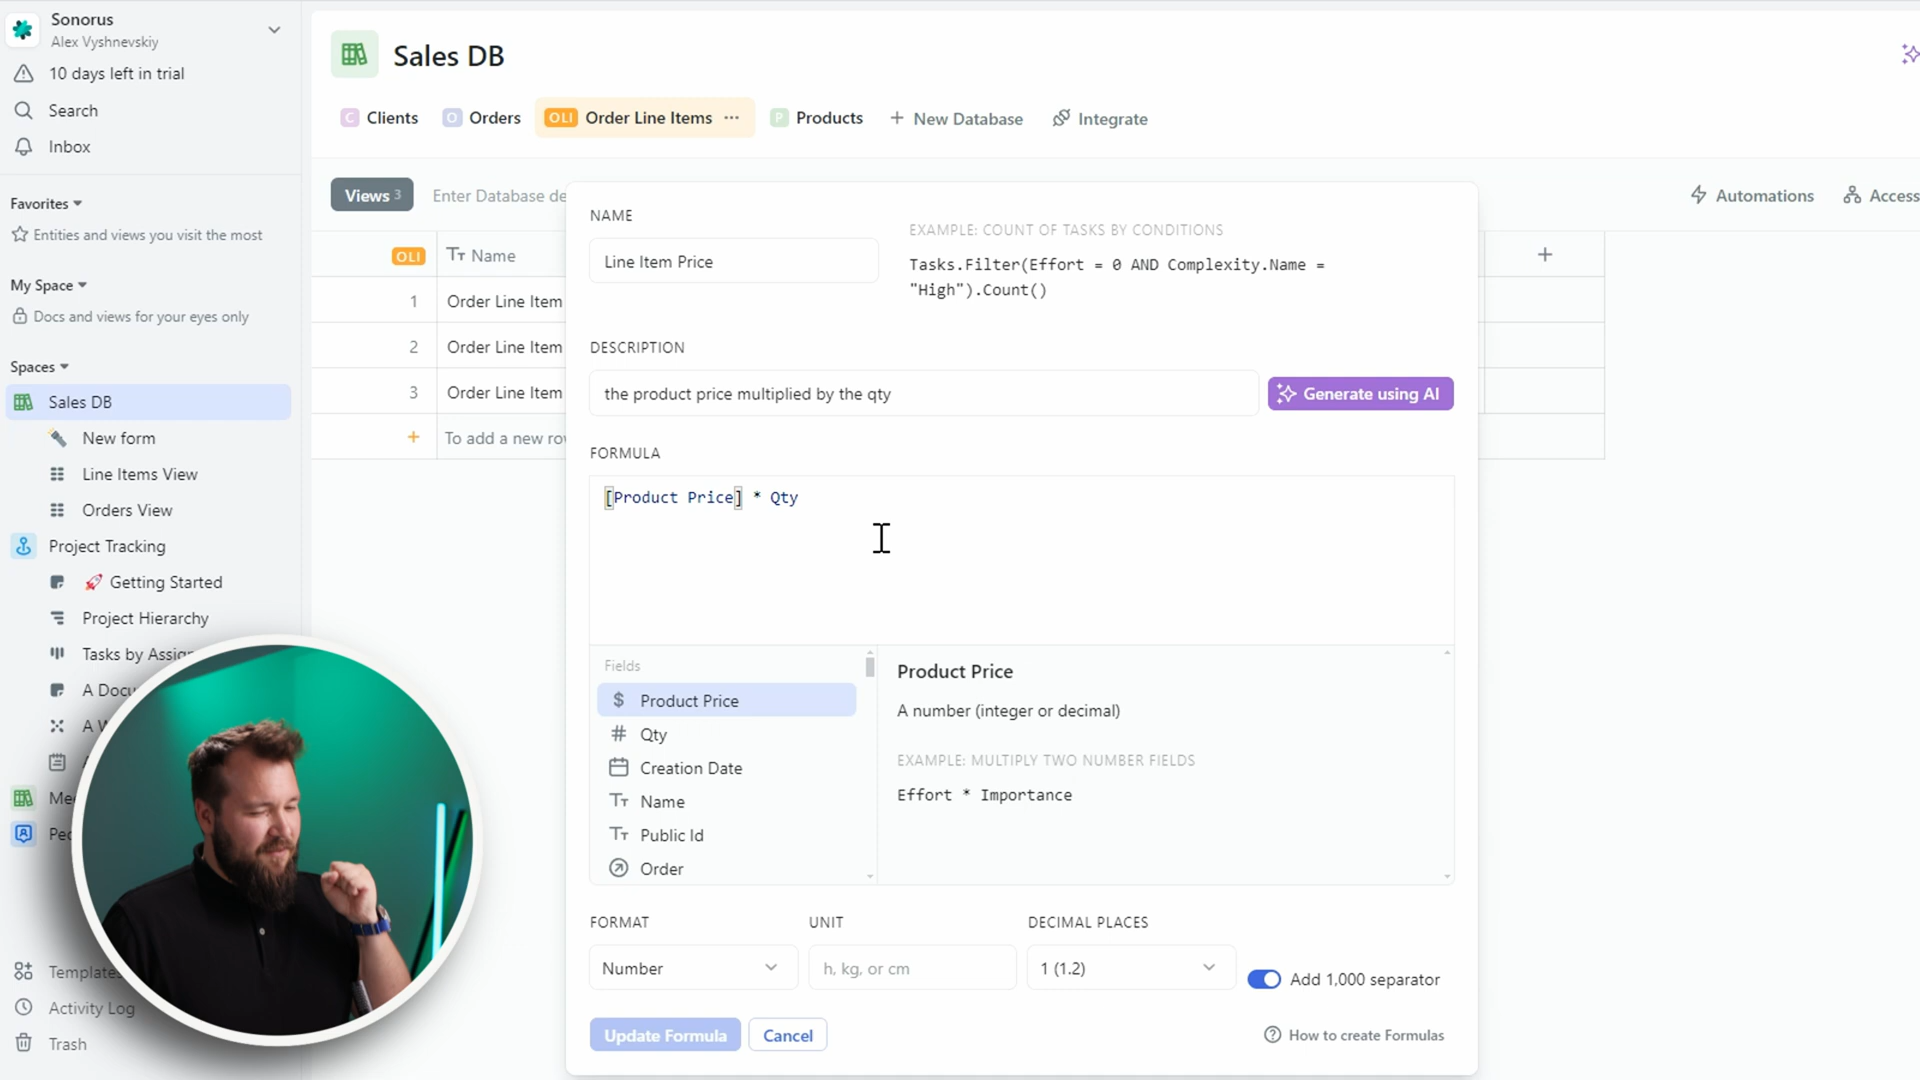 Sonorus
Alex Vyshnevskiy
10 days left in trial
Search
Inbox
Favorites
Entities and views you visit the most
My Space
Docs and views for your eyes only
Spaces
Sales DB
New form
Line Items View
Orders View
Project Tracking
🚀 Getting Started
Project Hierarchy
Tasks by
A
Templates
Activity Log
Trash
Sales DB
C Clients
O Orders
OLI Order Line Items ···
P Products
+ New Database
Integrate
Views 3
Enter Database
Automations
Access
OLI
Name
+
1 Order Line Item
2 Order Line Item
3 Order Line Item
+ To add a new
NAME
Line Item Price
EXAMPLE: COUNT OF TASKS BY CONDITIONS
Tasks.Filter(Effort = 0 AND Complexity.Name =
"High").Count()
DESCRIPTION
the product price multiplied by the qty
Generate using AI
FORMULA
[Product Price] * Qty
Fields
$ Product Price
# Qty
Creation Date
Tт Name
Tт Public Id
Order
Product Price
A number (integer or decimal)
EXAMPLE: MULTIPLY TWO NUMBER FIELDS
Effort * Importance
FORMAT
Number
UNIT
h, kg, or cm
DECIMAL PLACES
1 (1.2)
Add 1,000 separator
Update Formula
Cancel
How to create Formulas